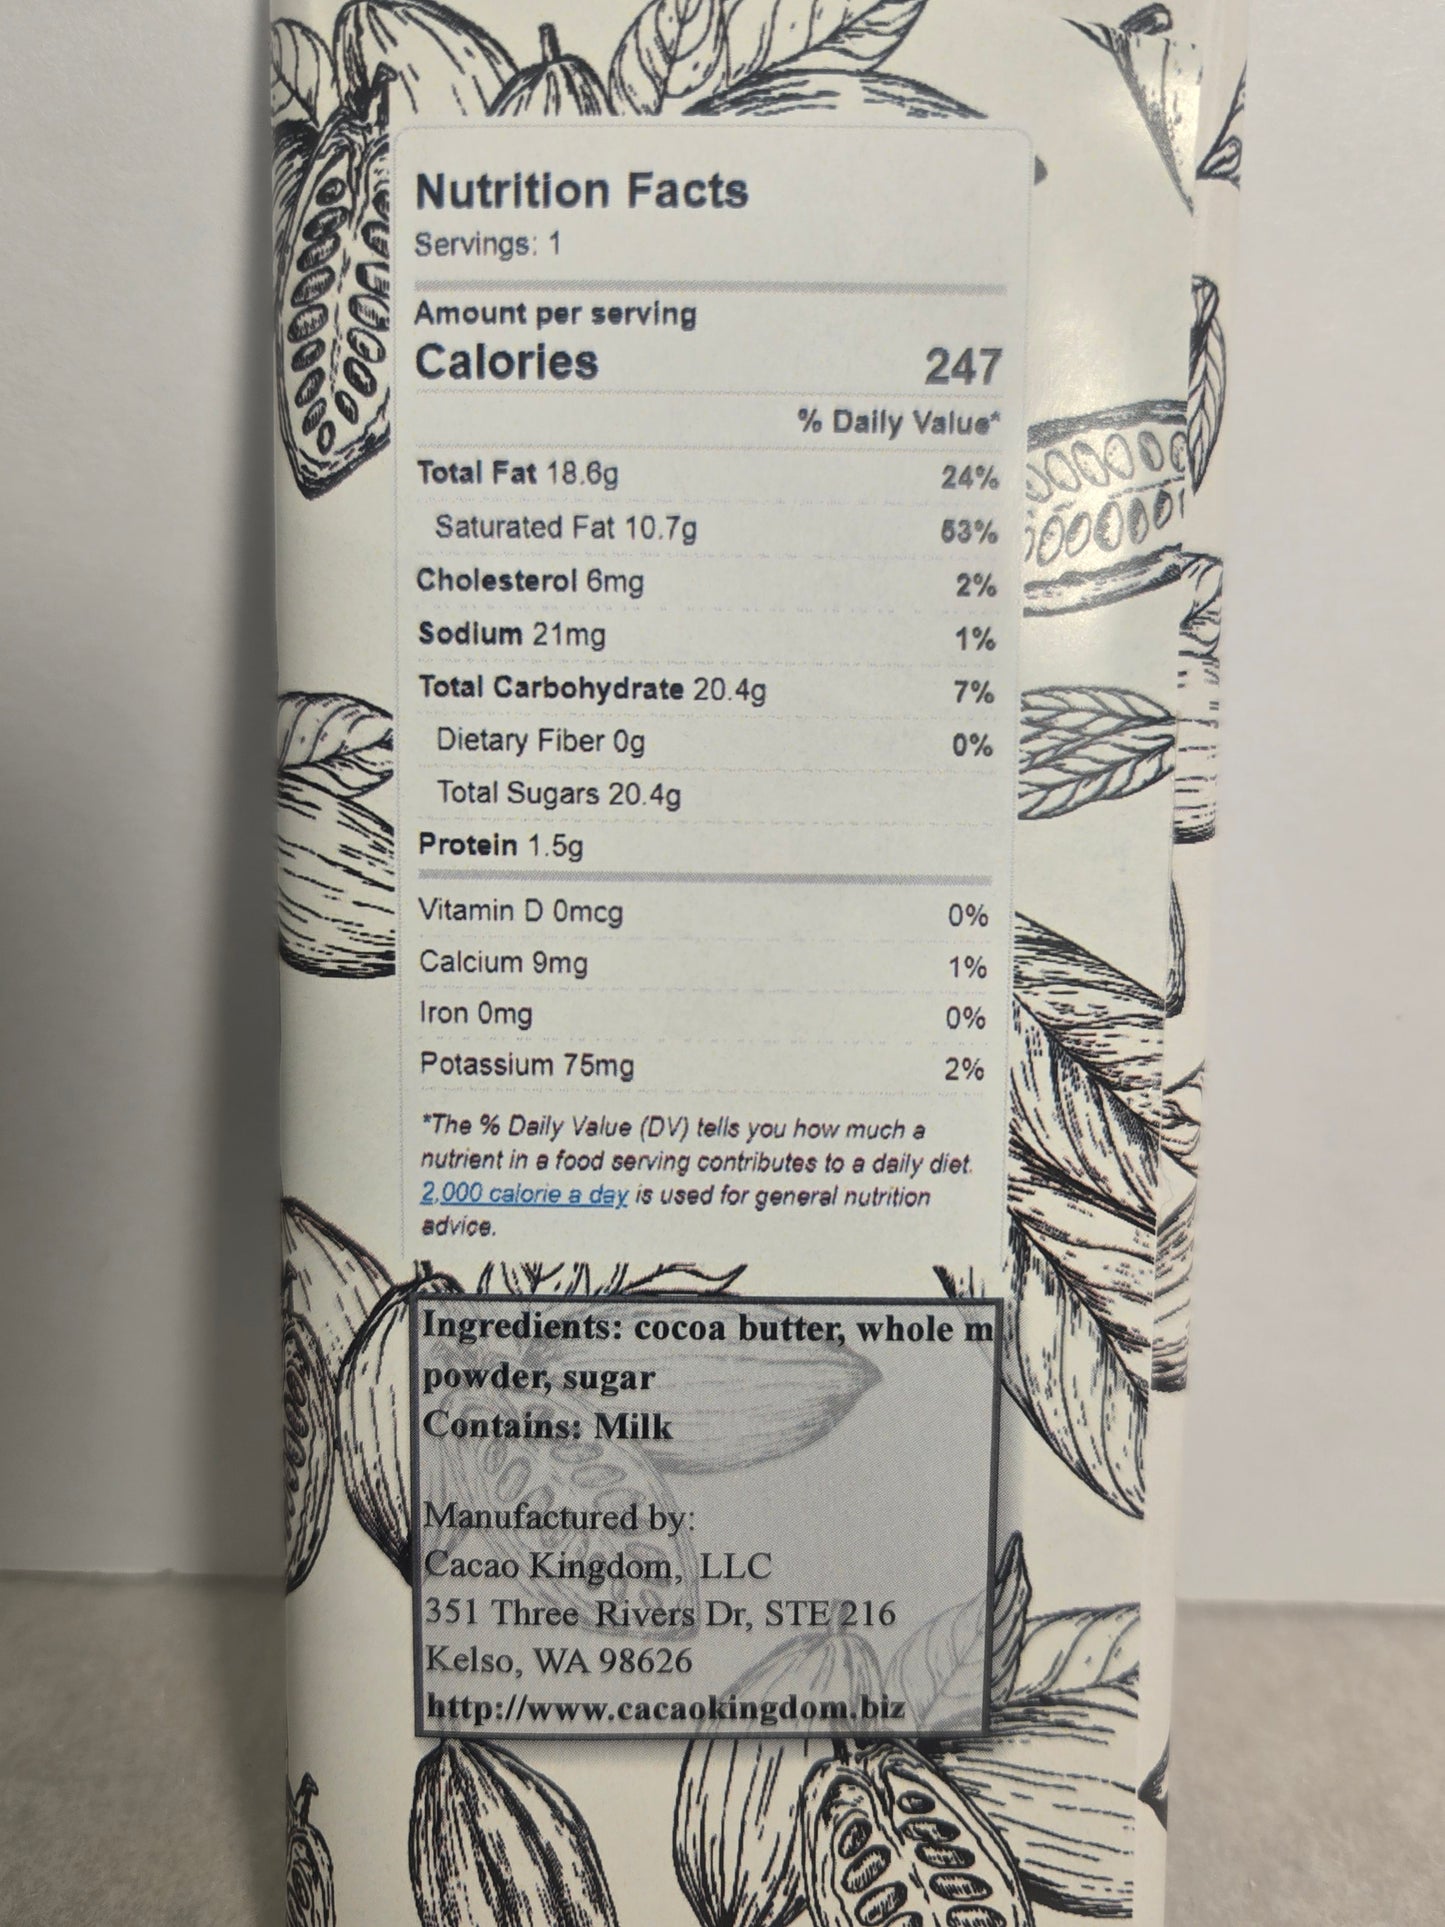 Nutrition Facts
Servings: 1
Amount per serving
Calories 247
% Daily Value*
Total Fat 18.6g 24%
Saturated Fat 10.7g 53%
Cholesterol 6mg 2%
Sodium 21mg 1%
Total Carbohydrate 20.4g 7%
Dietary Fiber 0g 0%
Total Sugars 20.4g
Protein 1.5g
Vitamin D 0mcg 0%
Calcium 9mg 1%
Iron 0mg 0%
Potassium 75mg 2%
*The % Daily Value (DV) tells you how much a
nutrient in a food serving contributes to a daily diet.
2,000 calorie a day is used for general nutrition
advice.
Ingredients: cocoa butter, whole m
powder, sugar
Contains: Milk
Manufactured by:
Cacao Kingdom, LLC
351 Three Rivers Dr, STE 216
Kelso, WA 98626
http://www.cacaokingdom.biz